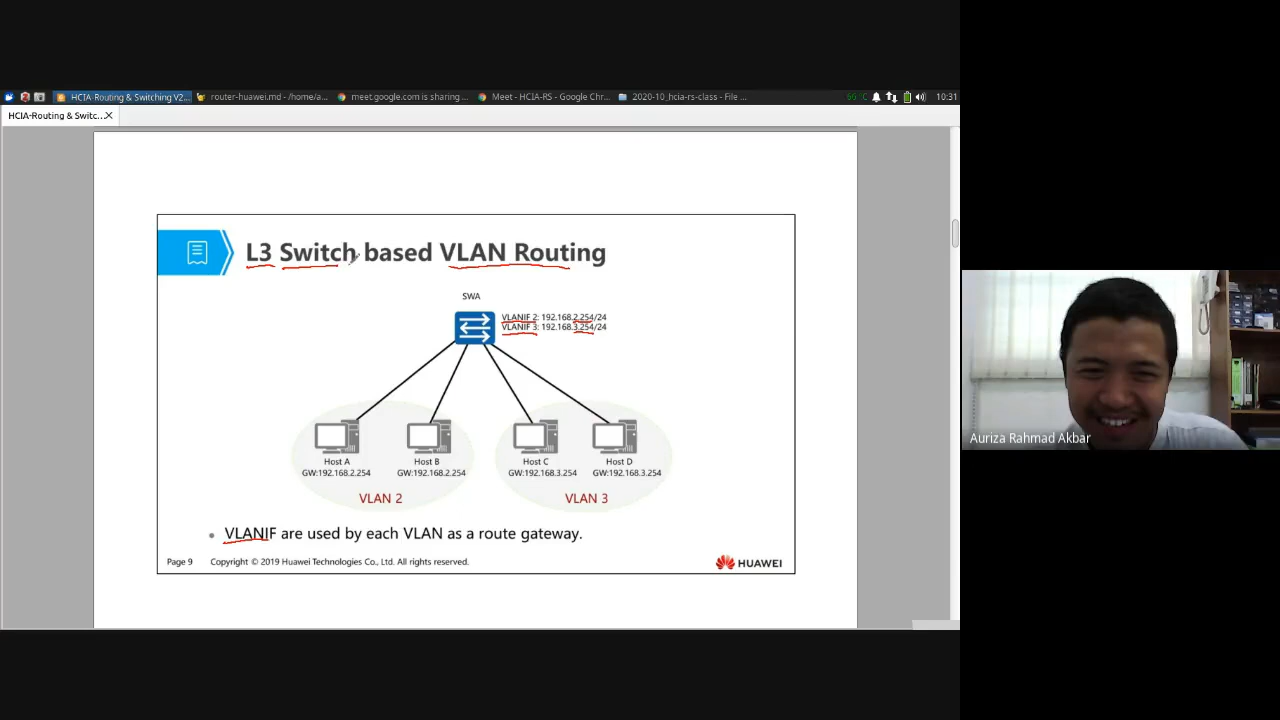 HCIA-Routing & Switching V2...
router-huawei.md - /home/a...
meet.google.com is sharing ...
Meet - HCIA-RS - Google Chr...
2020-10_hcia-rs-class - File ...
66°C
10:31
HCIA-Routing & Switc...
L3 Switch based VLAN Routing
SWA
VLANIF 2: 192.168.2.254/24
VLANIF 3: 192.168.3.254/24
Host A
GW:192.168.2.254
Host B
GW:192.168.2.254
Host C
GW:192.168.3.254
Host D
GW:192.168.3.254
VLAN 2
VLAN 3
• VLANIF are used by each VLAN as a route gateway.
Page 9
Copyright © 2019 Huawei Technologies Co., Ltd. All rights reserved.
HUAWEI
Auriza Rahmad Akbar